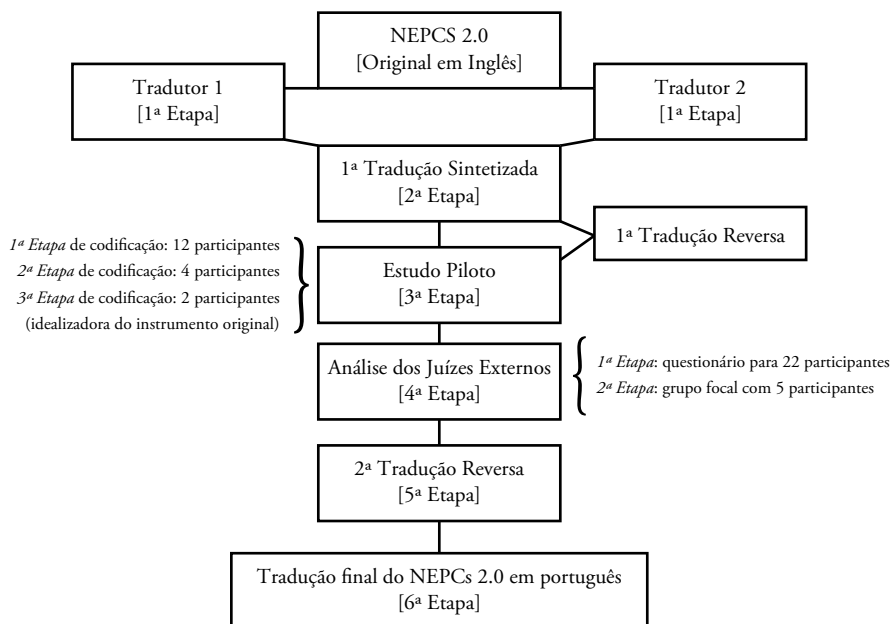 NEPCS 2.0
[Original em Inglês]
Tradutor 1
[1ª Etapa]
Tradutor 2
[1ª Etapa]
1ª Tradução Sintetizada
[2ª Etapa]
1ª Tradução Reversa
1ª Etapa de codificação: 12 participantes
2ª Etapa de codificação: 4 participantes
3ª Etapa de codificação: 2 participantes
(idealizadora do instrumento original)
Estudo Piloto
[3ª Etapa]
Análise dos Juízes Externos
[4ª Etapa]
1ª Etapa: questionário para 22 participantes
2ª Etapa: grupo focal com 5 participantes
2ª Tradução Reversa
[5ª Etapa]
Tradução final do NEPCs 2.0 em português
[6ª Etapa]